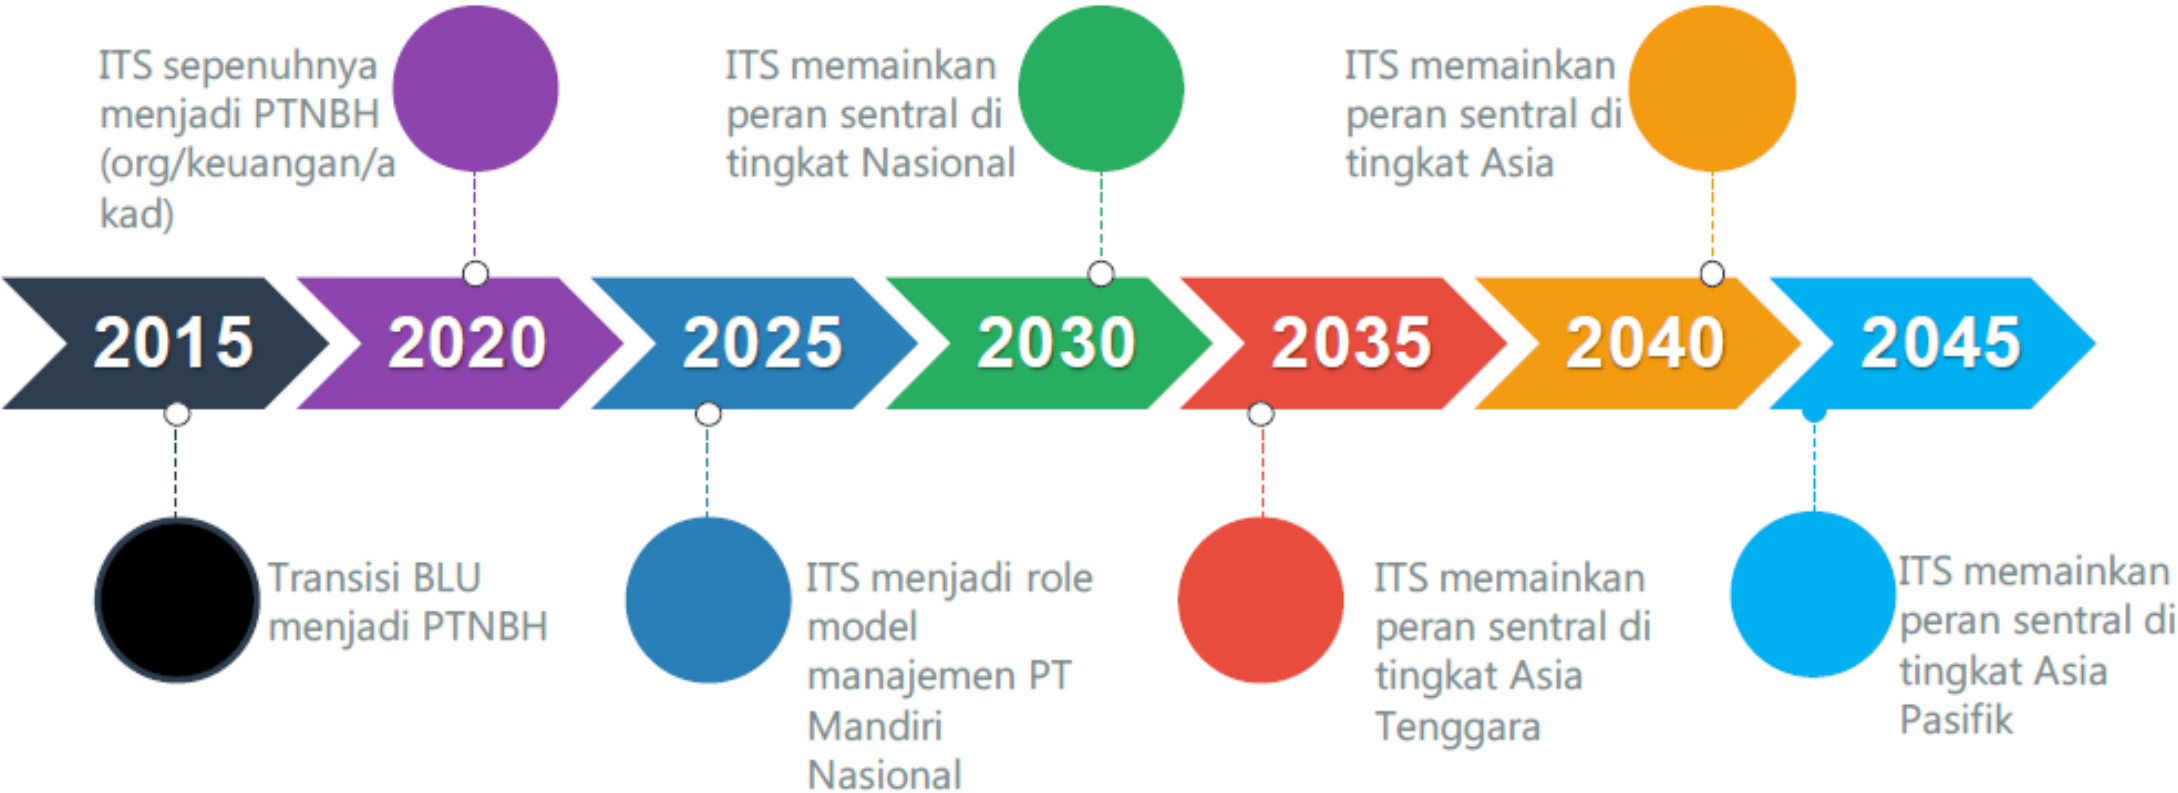 ITS sepenuhnya
menjadi PTNBH
(org/keuangan/a
kad)
ITS memainkan
peran sentral di
tingkat Nasional
ITS memainkan
peran sentral di
tingkat Asia
2015
2020
2025
2030
2035
2040
2045
Transisi BLU
menjadi PTNBH
ITS menjadi role
model
manajemen PT
Mandiri
Nasional
ITS memainkan
peran sentral di
tingkat Asia
Tenggara
ITS memainkan
peran sentral di
tingkat Asia
Pasifik